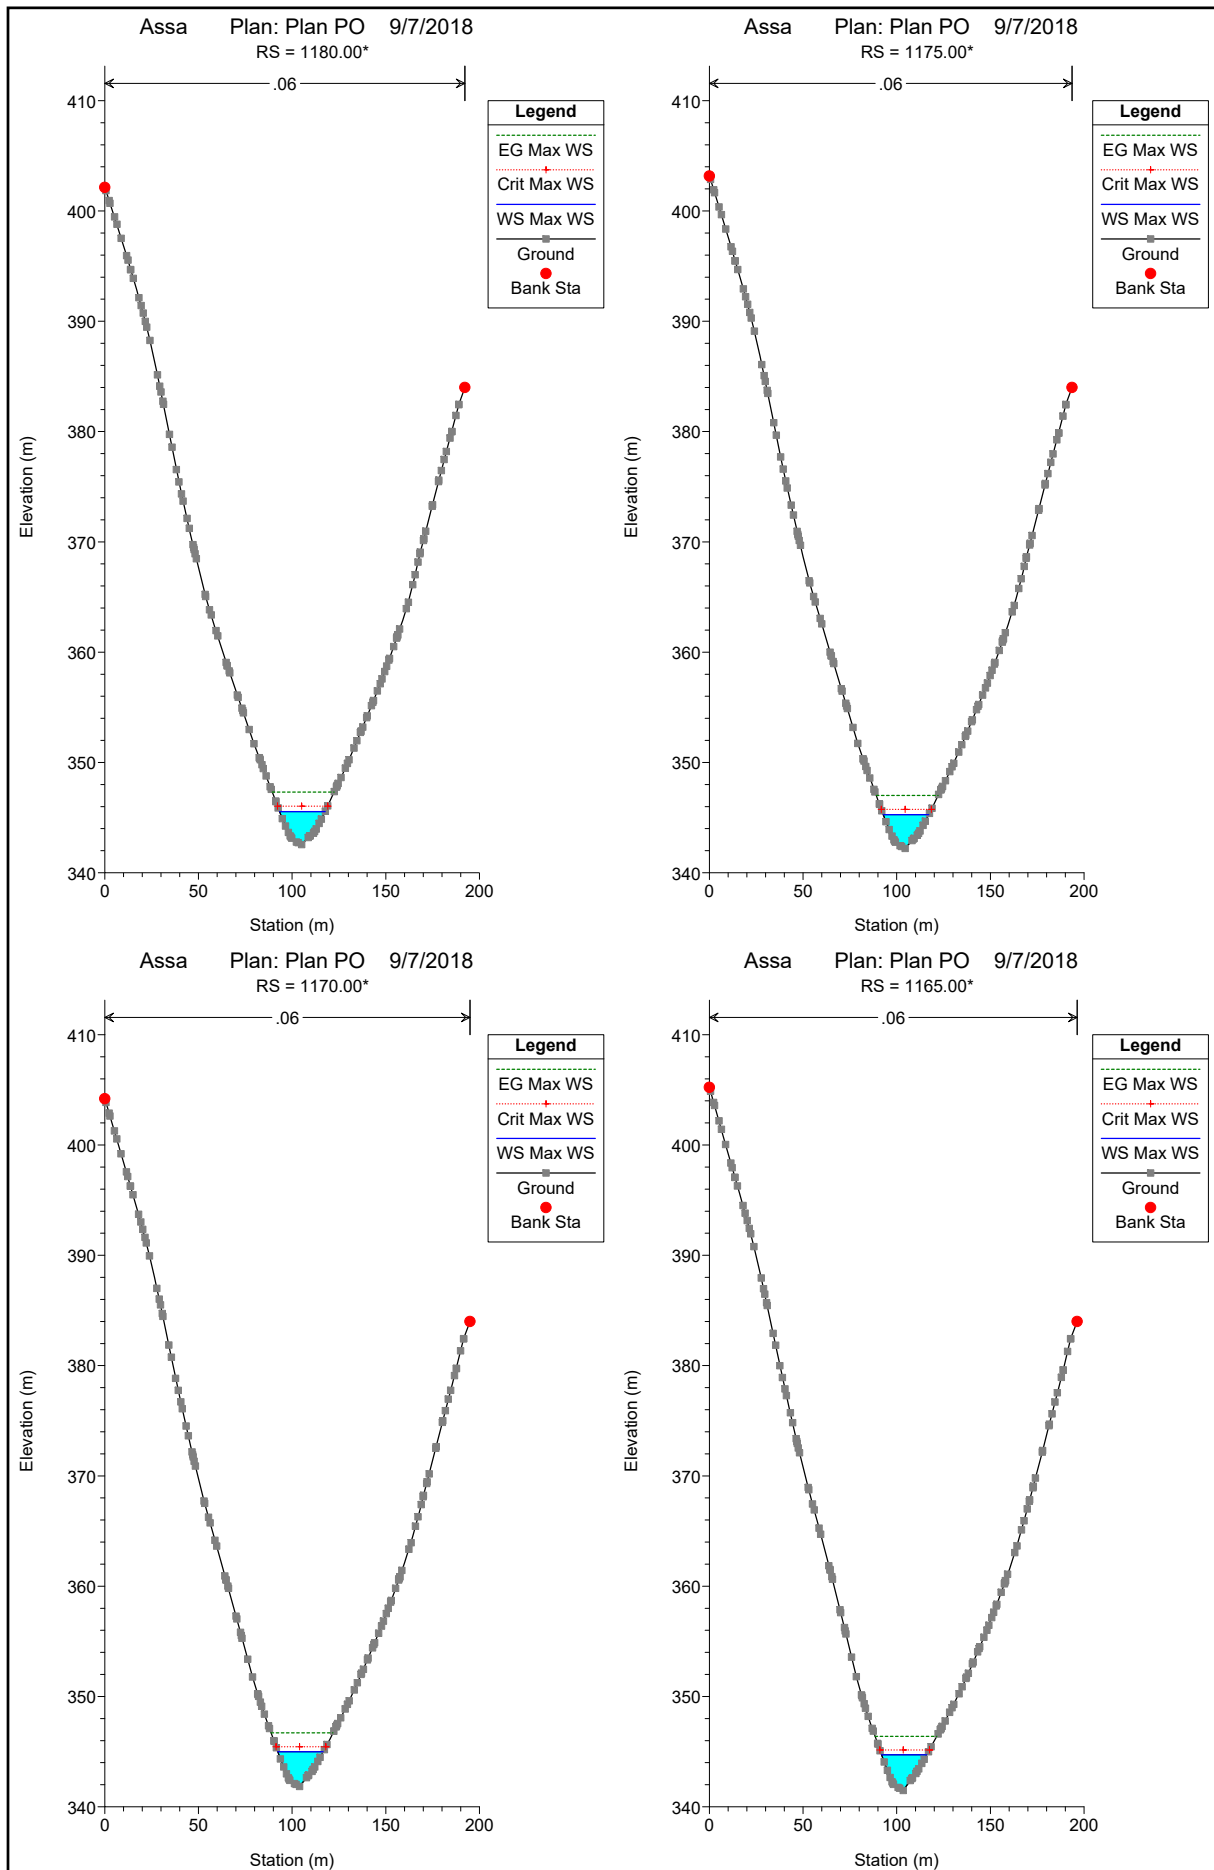 Assa Plan: Plan PO 9/7/2018
RS = 1180.00*
.06
410
400
390
380
370
360
350
340
0 50 100 150 200
Elevation (m)
Station (m)
Legend
EG Max WS
Crit Max WS
WS Max WS
Ground
Bank Sta
Assa Plan: Plan PO 9/7/2018
RS = 1175.00*
.06
410
400
390
380
370
360
350
340
0 50 100 150 200
Elevation (m)
Station (m)
Legend
EG Max WS
Crit Max WS
WS Max WS
Ground
Bank Sta
Assa Plan: Plan PO 9/7/2018
RS = 1170.00*
.06
410
400
390
380
370
360
350
340
0 50 100 150 200
Elevation (m)
Station (m)
Legend
EG Max WS
Crit Max WS
WS Max WS
Ground
Bank Sta
Assa Plan: Plan PO 9/7/2018
RS = 1165.00*
.06
410
400
390
380
370
360
350
340
0 50 100 150 200
Elevation (m)
Station (m)
Legend
EG Max WS
Crit Max WS
WS Max WS
Ground
Bank Sta